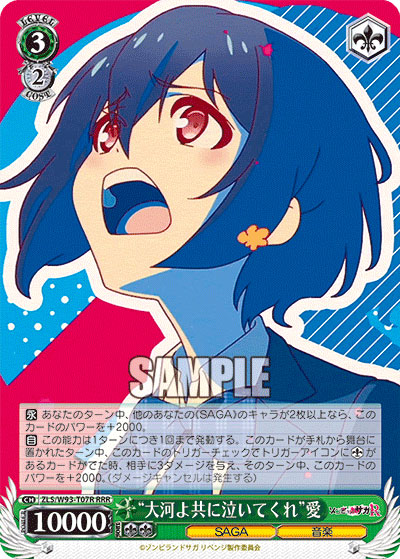 LEVEL
3
2
COST
SAMPLE
永 あなたのターン中、他のあなたの《SAGA》のキャラが2枚以上なら、この
カードのパワーを+2000。
自 この能力は1ターンにつき1回まで発動する。このカードが手札から舞台に
置かれたターン中、このカードのトリガーチェックでトリガーアイコンに
があるカードがでた時、相手に3ダメージを与え、そのターン中、このカード
のパワーを+2000。（ダメージキャンセルは発生する）
CH ZLS/W93-T07R RRR
10000
“大河よ共に泣いてくれ”愛
SAGA
音楽
©ゾンビランドサガ リベンジ製作委員会